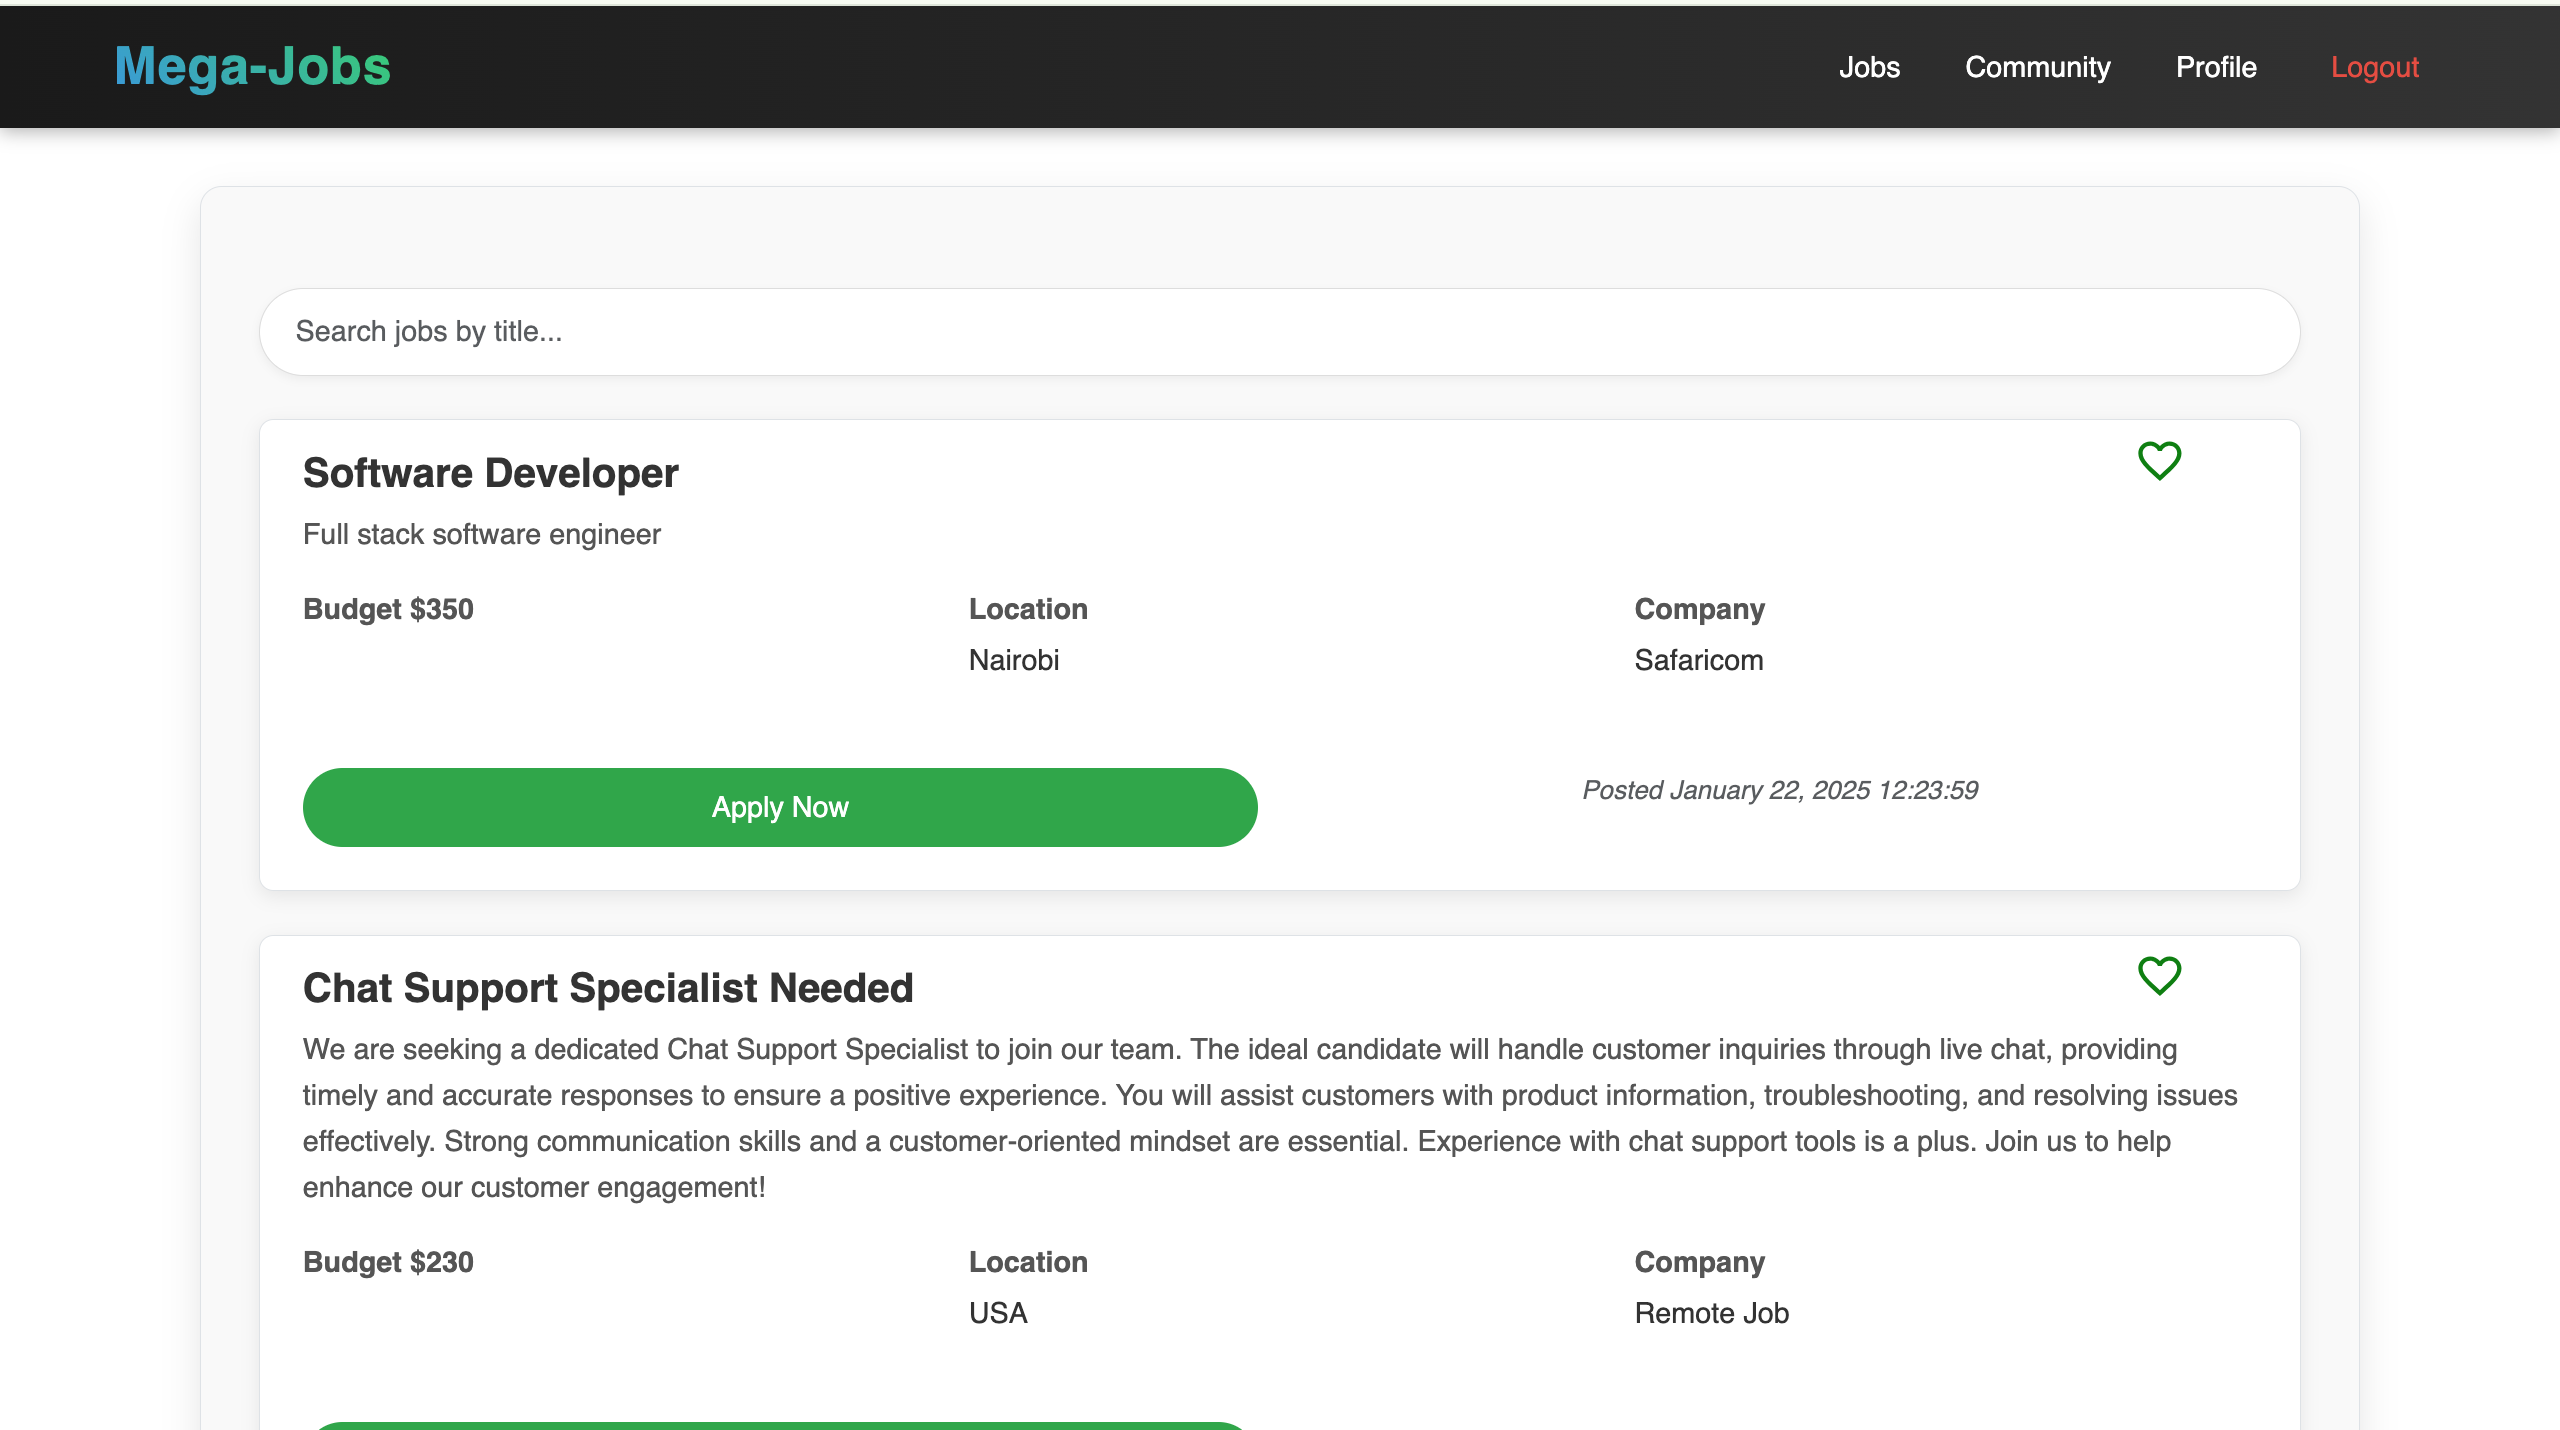 Mega-Jobs
Jobs Community Profile Logout
Search jobs by title...
Software Developer
Full stack software engineer
Budget $350 Location Company
Nairobi Safaricom
Apply Now Posted January 22, 2025 12:23:59
Chat Support Specialist Needed
We are seeking a dedicated Chat Support Specialist to join our team. The ideal candidate will handle customer inquiries through live chat, providing
timely and accurate responses to ensure a positive experience. You will assist customers with product information, troubleshooting, and resolving issues
effectively. Strong communication skills and a customer-oriented mindset are essential. Experience with chat support tools is a plus. Join us to help
enhance our customer engagement!
Budget $230 Location Company
USA Remote Job